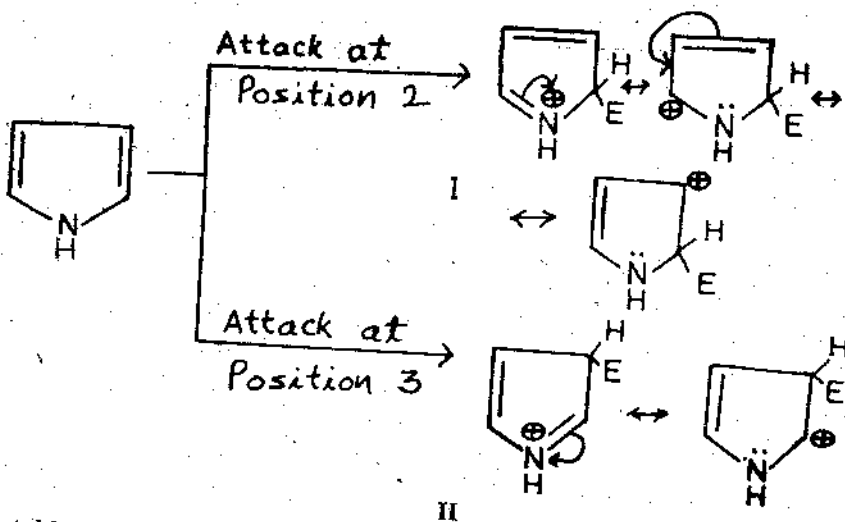 Attack at
Position 2
H
⊕
N
H
E
↔
H
⊕
N̈
H
E
↔
N
H
I
↔
⊕
H
N̈
H
E
Attack at
Position 3
H
E
⊕
N
H
↔
H
E
⊕
N̈
H
II